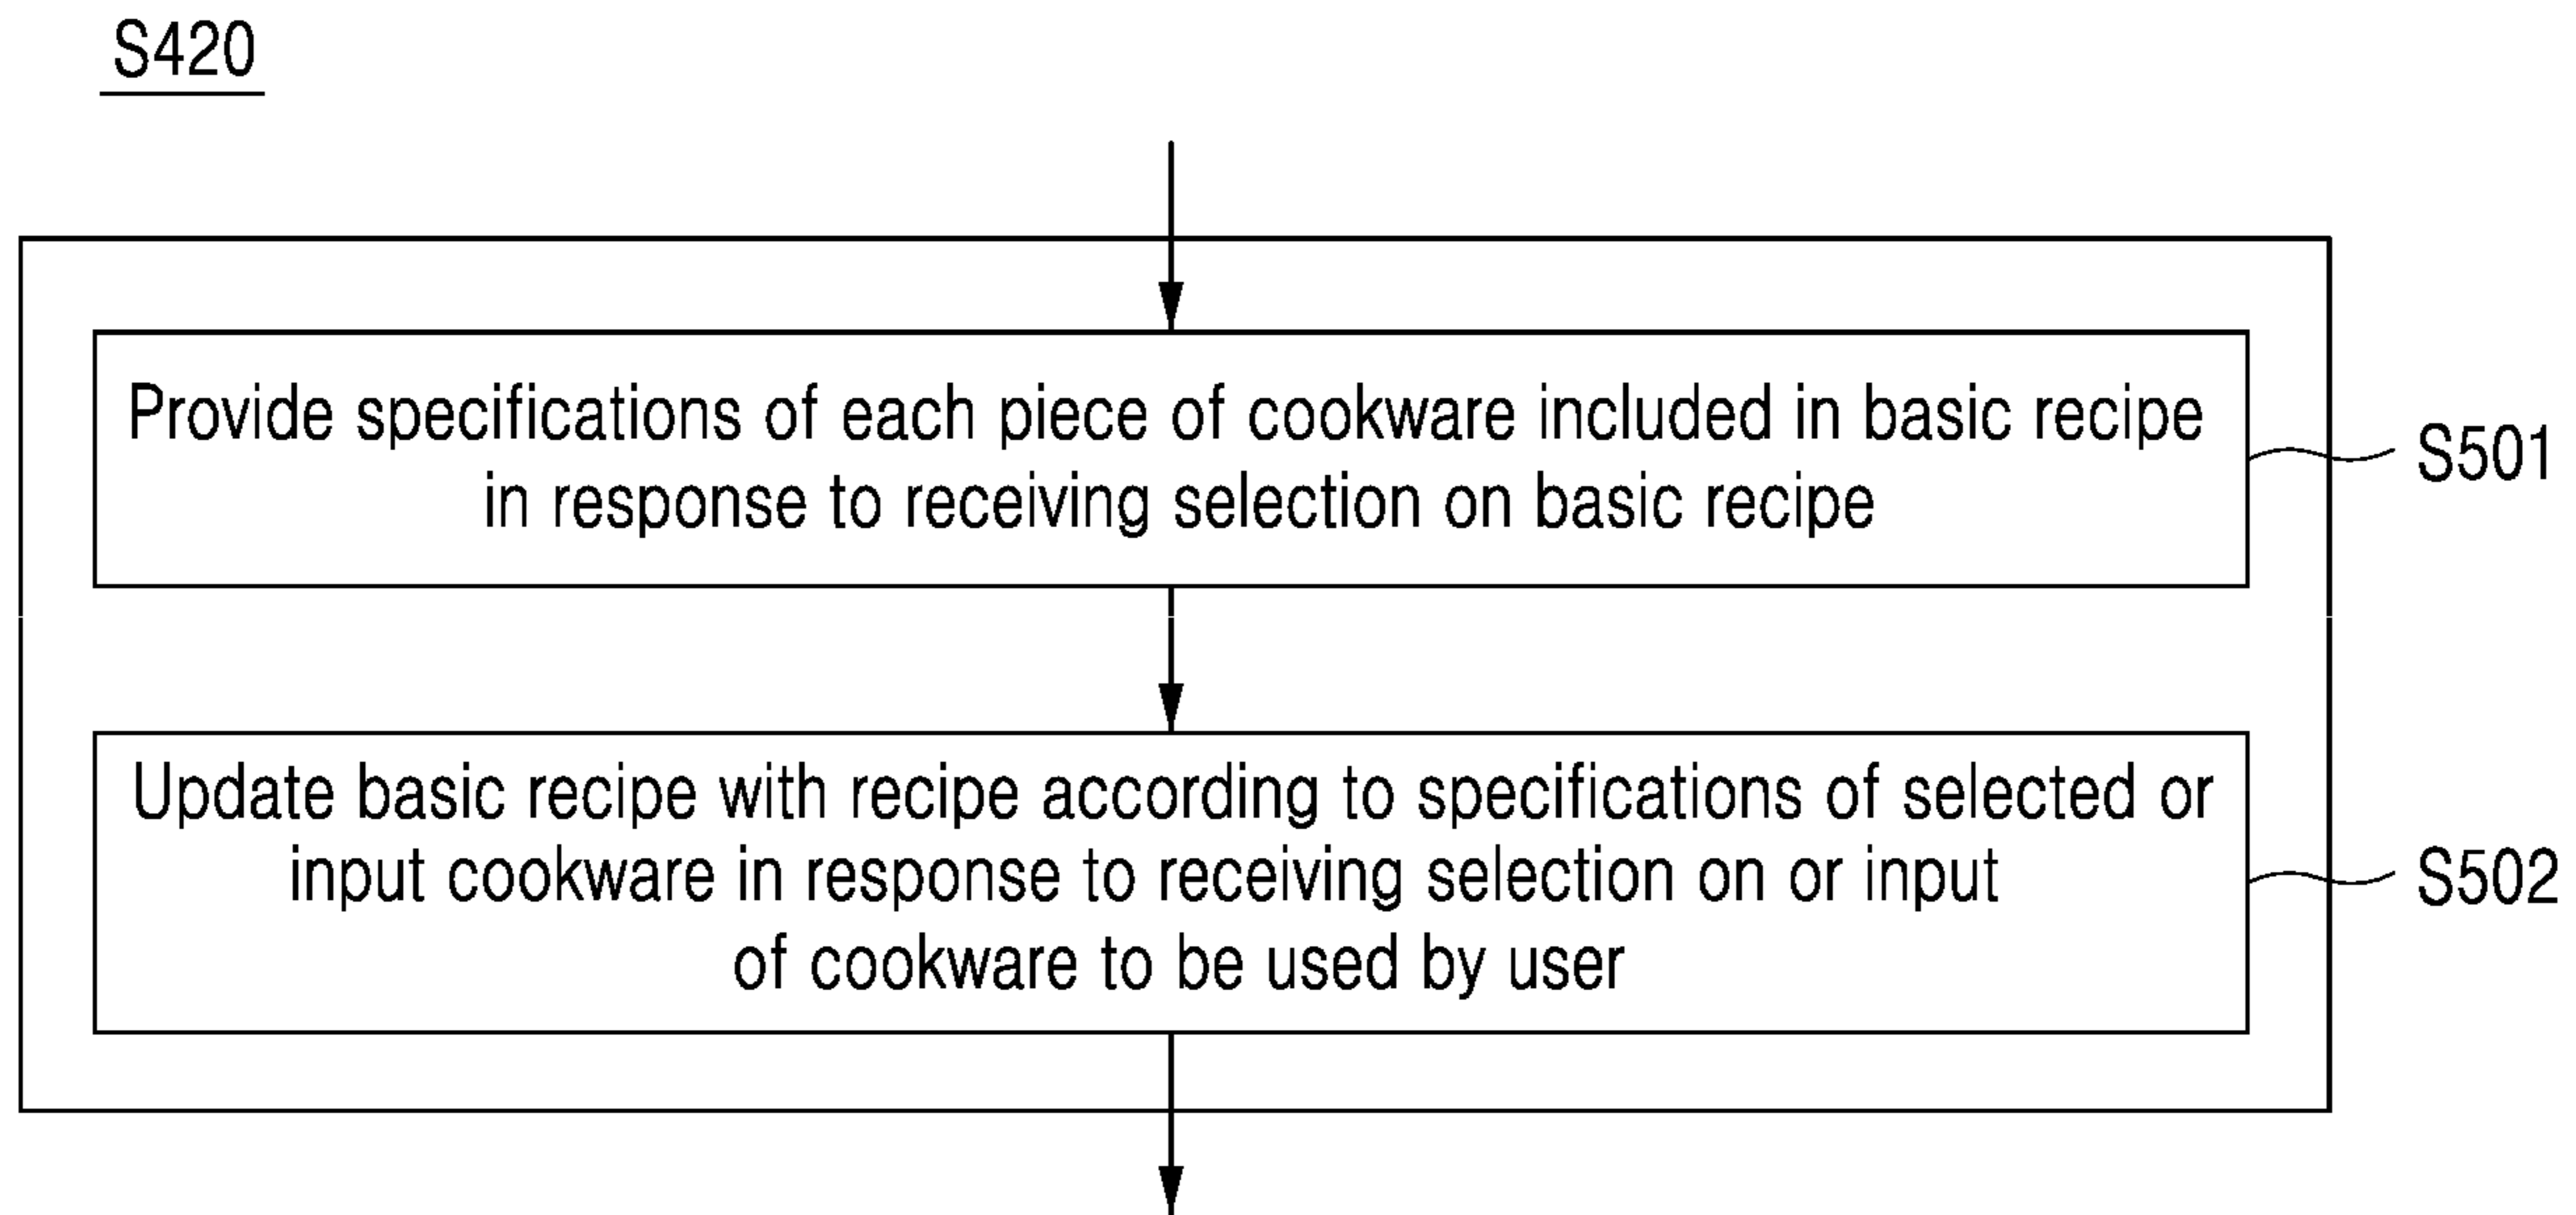 S420
Provide specifications of each piece of cookware included in basic recipe
in response to receiving selection on basic recipe
S501
Update basic recipe with recipe according to specifications of selected or
input cookware in response to receiving selection on or input
of cookware to be used by user
S502